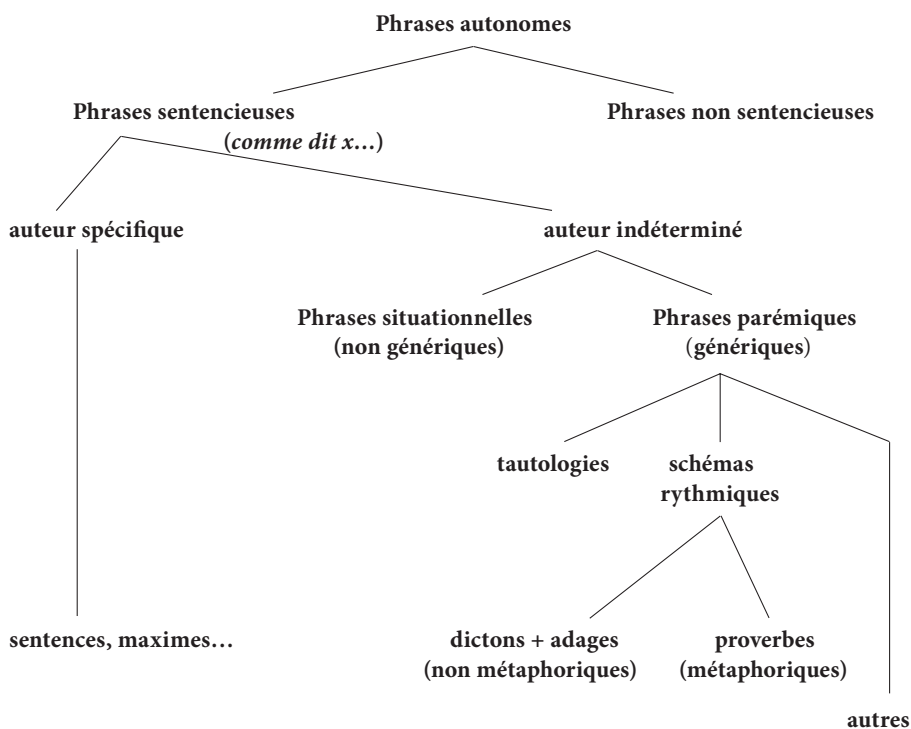 Phrases autonomes
Phrases sentencieuses
Phrases non sentencieuses
(comme dit x…)
auteur spécifique
auteur indéterminé
Phrases situationnelles
(non génériques)
Phrases parémiques
(génériques)
tautologies
schémas
rythmiques
sentences, maximes…
dictons + adages
(non métaphoriques)
proverbes
(métaphoriques)
autres